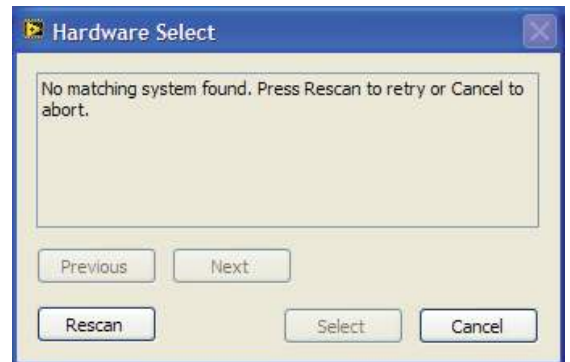 Hardware Select
No matching system found. Press Rescan to retry or Cancel to
abort.
Previous Next
Rescan Select Cancel